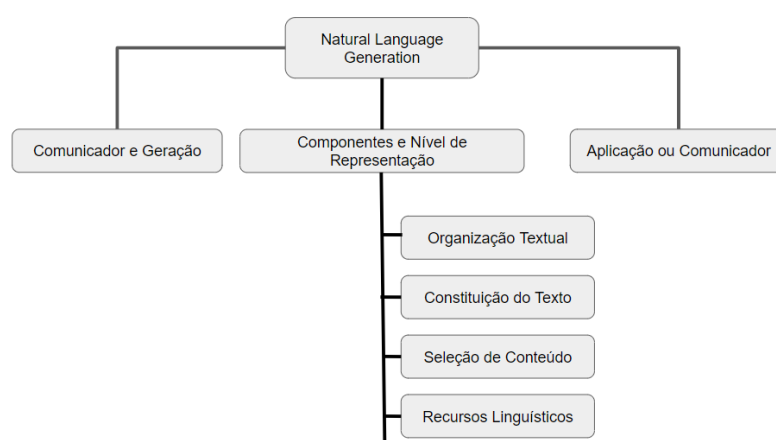 Natural Language
Generation
Comunicador e Geração
Componentes e Nível de
Representação
Aplicação ou Comunicador
Organização Textual
Constituição do Texto
Seleção de Conteúdo
Recursos Linguísticos